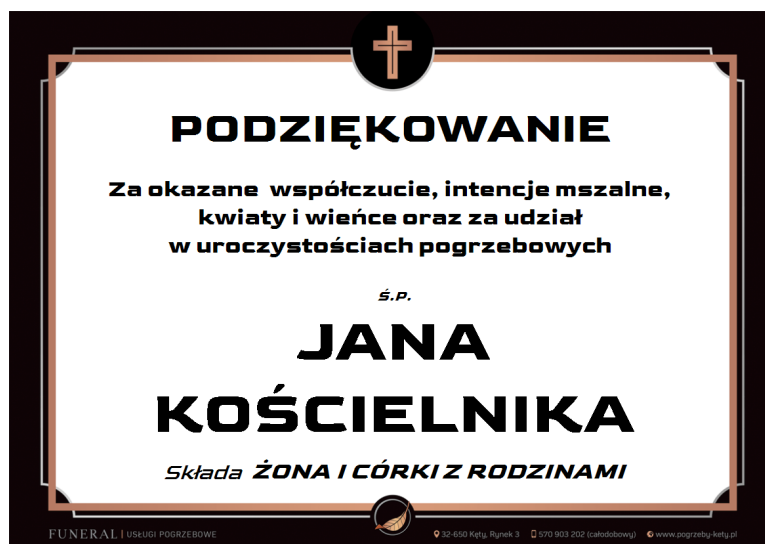 PODZIĘKOWANIE
Za okazane współczucie, intencje mszalne,
kwiaty i wieńce oraz za udział
w uroczystościach pogrzebowych
ś.p.
JANA
KOŚCIELNIKA
Składa ŻONA I CÓRKI Z RODZINAMI
FUNERAL | USŁUGI POGRZEBOWE 32-650 Kęty, Rynek 3 570 903 202 (całodobowy) www.pogrzeby-kety.pl